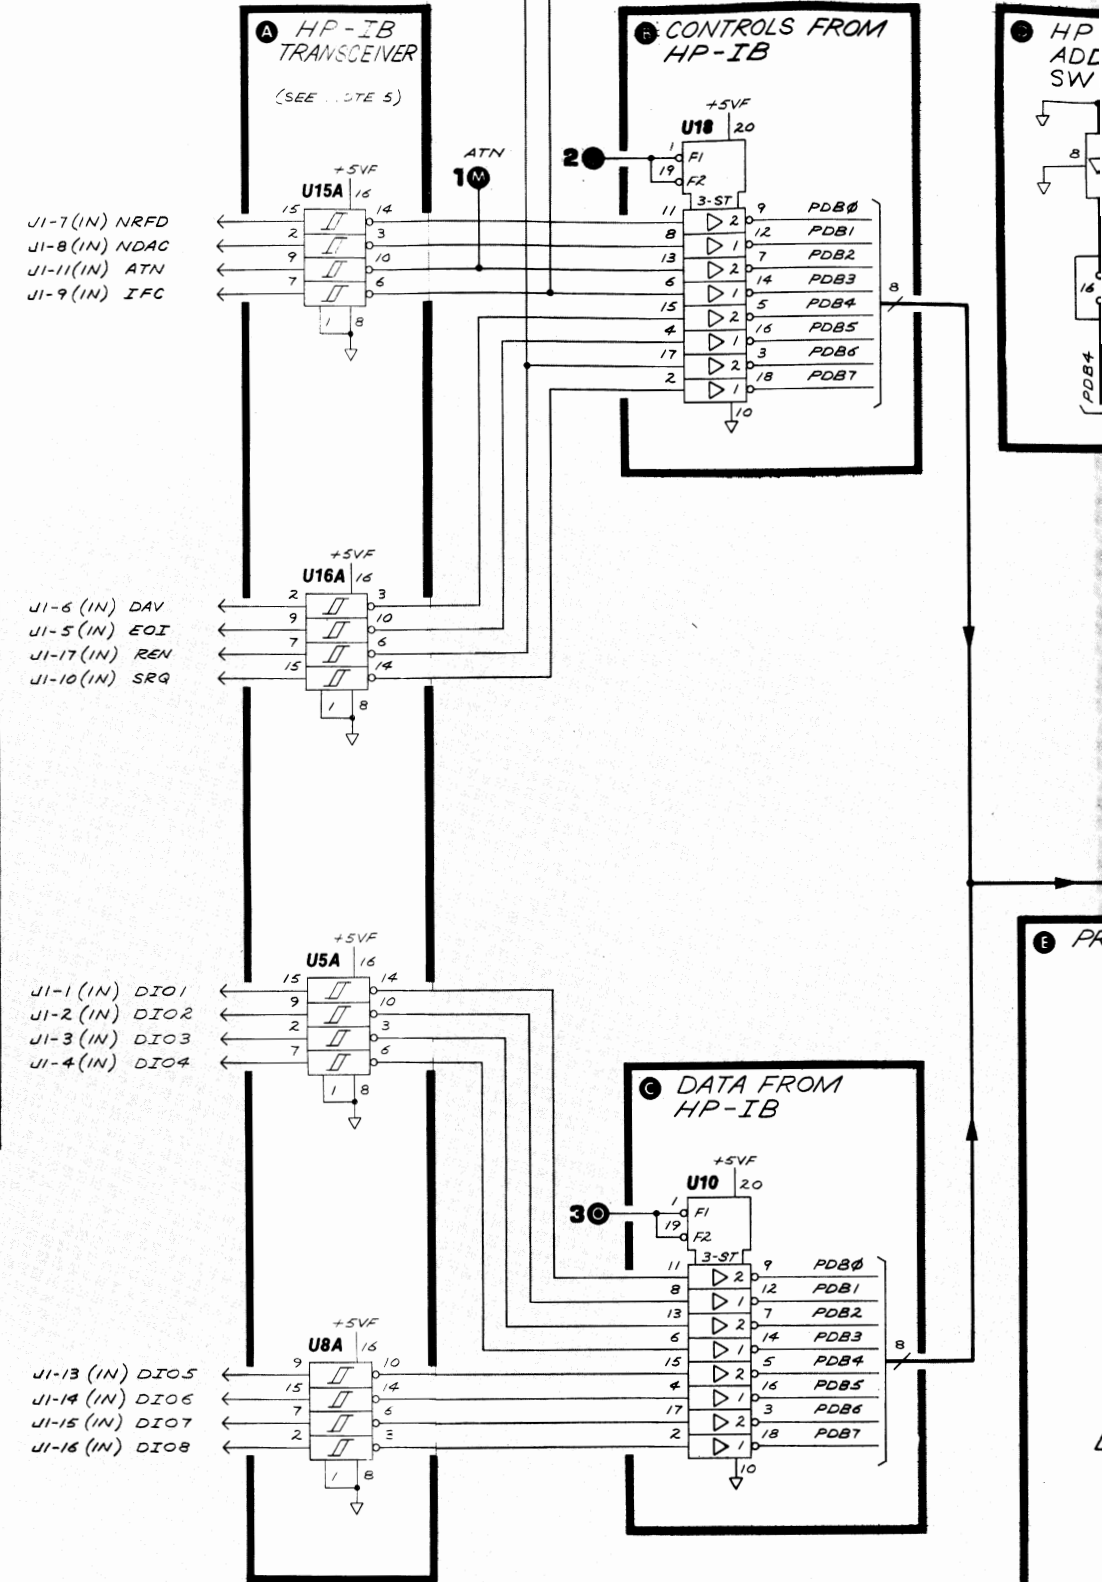 A HP-IB
TRANSCEIVER
(SEE TE 5)
+5VF
U15A 16
J1-7(IN) NRFD 15 14
J1-8(IN) NDAC 2 3
J1-11(IN) ATN 9 10
J1-9(IN) IFC 7 6
1 8
ATN
1 M
+5VF
U16A 16
J1-6(IN) DAV 2 3
J1-5(IN) EOI 9 10
J1-17(IN) REN 7 6
J1-10(IN) SRQ 15 14
1 8
+5VF
U5A 16
J1-1(IN) DIO1 15 14
J1-2(IN) DIO2 9 10
J1-3(IN) DIO3 2 3
J1-4(IN) DIO4 7 6
1 8
+5VF
U8A 16
J1-13(IN) DIO5 9 10
J1-14(IN) DIO6 15 14
J1-15(IN) DIO7 7 6
J1-16(IN) DIO8 2
1 8
B CONTROLS FROM
HP-IB
+5VF
U18 20
2
1 F1
19 F2
3-ST
11 2 9 PDBØ
8 1 12 PDB1
13 2 7 PDB2
6 1 14 PDB3
15 2 5 PDB4
4 1 16 PDB5
17 2 3 PDB6
2 1 18 PDB7
10
8
C DATA FROM
HP-IB
+5VF
U10 20
3 O
1 F1
19 F2
3-ST
11 2 9 PDBØ
8 1 12 PDB1
13 2 7 PDB2
6 1 14 PDB3
15 2 5 PDB4
4 1 16 PDB5
17 2 3 PDB6
2 1 18 PDB7
10
8
HP
ADD
SW
8
16
PDB4
E PR